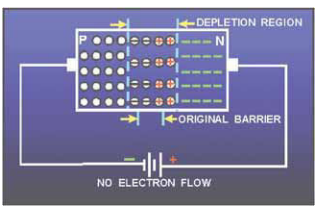 DEPLETION REGION
P N
ORIGINAL BARRIER
- +
NO ELECTRON FLOW